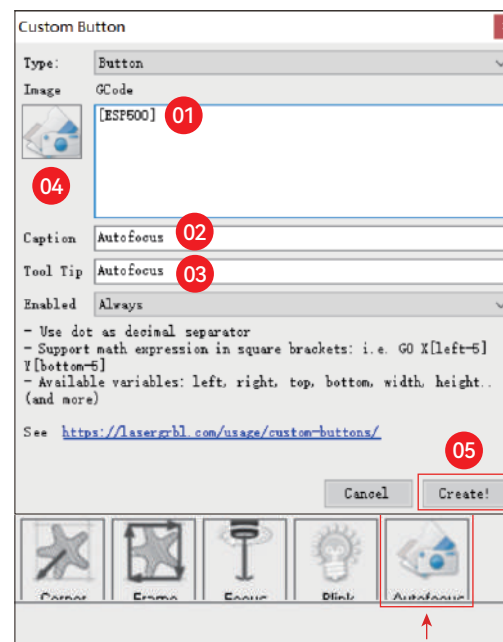 Custom Button
Type: Button
Image GCode
[ESP500] 01
04
Caption Autofocus 02
Tool Tip Autofocus 03
Enabled Always
- Use dot as decimal separator
- Support math expression in square brackets: i.e. G0 X[left-5]
Y[bottom-5]
- Available variables: left, right, top, bottom, width, height..
(and more)
See https://lasergrbl.com/usage/custom-buttons/
05
Cancel Create!
Corner Frame Focus Blink Autofocus